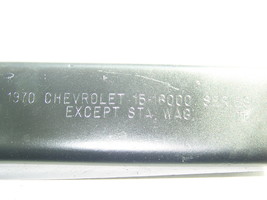 1970 CHEVROLET 15-16000
EXCEPT STA. WAG.